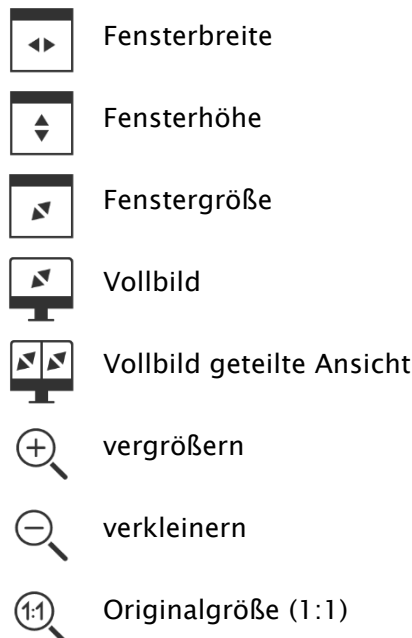 Fensterbreite
Fensterhöhe
Fenstergröße
Vollbild
Vollbild geteilte Ansicht
vergrößern
verkleinern
1:1 Originalgröße (1:1)